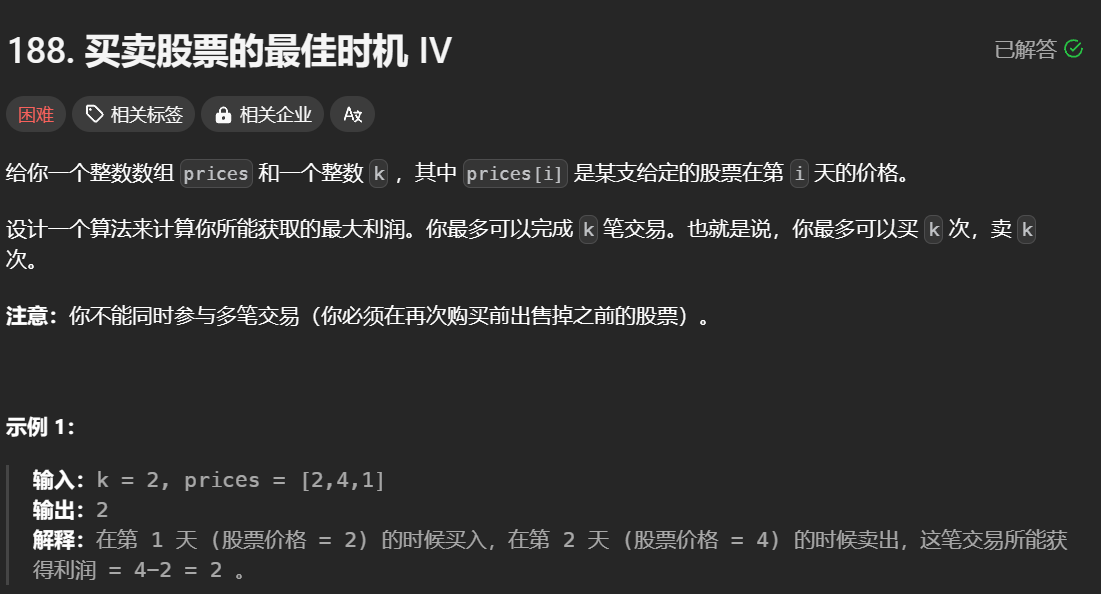 188. 买卖股票的最佳时机 IV
已解答
困难 相关标签 相关企业 Aあ
给你一个整数数组 prices 和一个整数 k ，其中 prices[i] 是某支给定的股票在第 i 天的价格。
设计一个算法来计算你所能获取的最大利润。你最多可以完成 k 笔交易。也就是说，你最多可以买 k 次，卖 k
次。
注意：你不能同时参与多笔交易（你必须在再次购买前出售掉之前的股票）。
示例 1：
输入：k = 2, prices = [2,4,1]
输出：2
解释：在第 1 天 (股票价格 = 2) 的时候买入，在第 2 天 (股票价格 = 4) 的时候卖出，这笔交易所能获
得利润 = 4-2 = 2 。